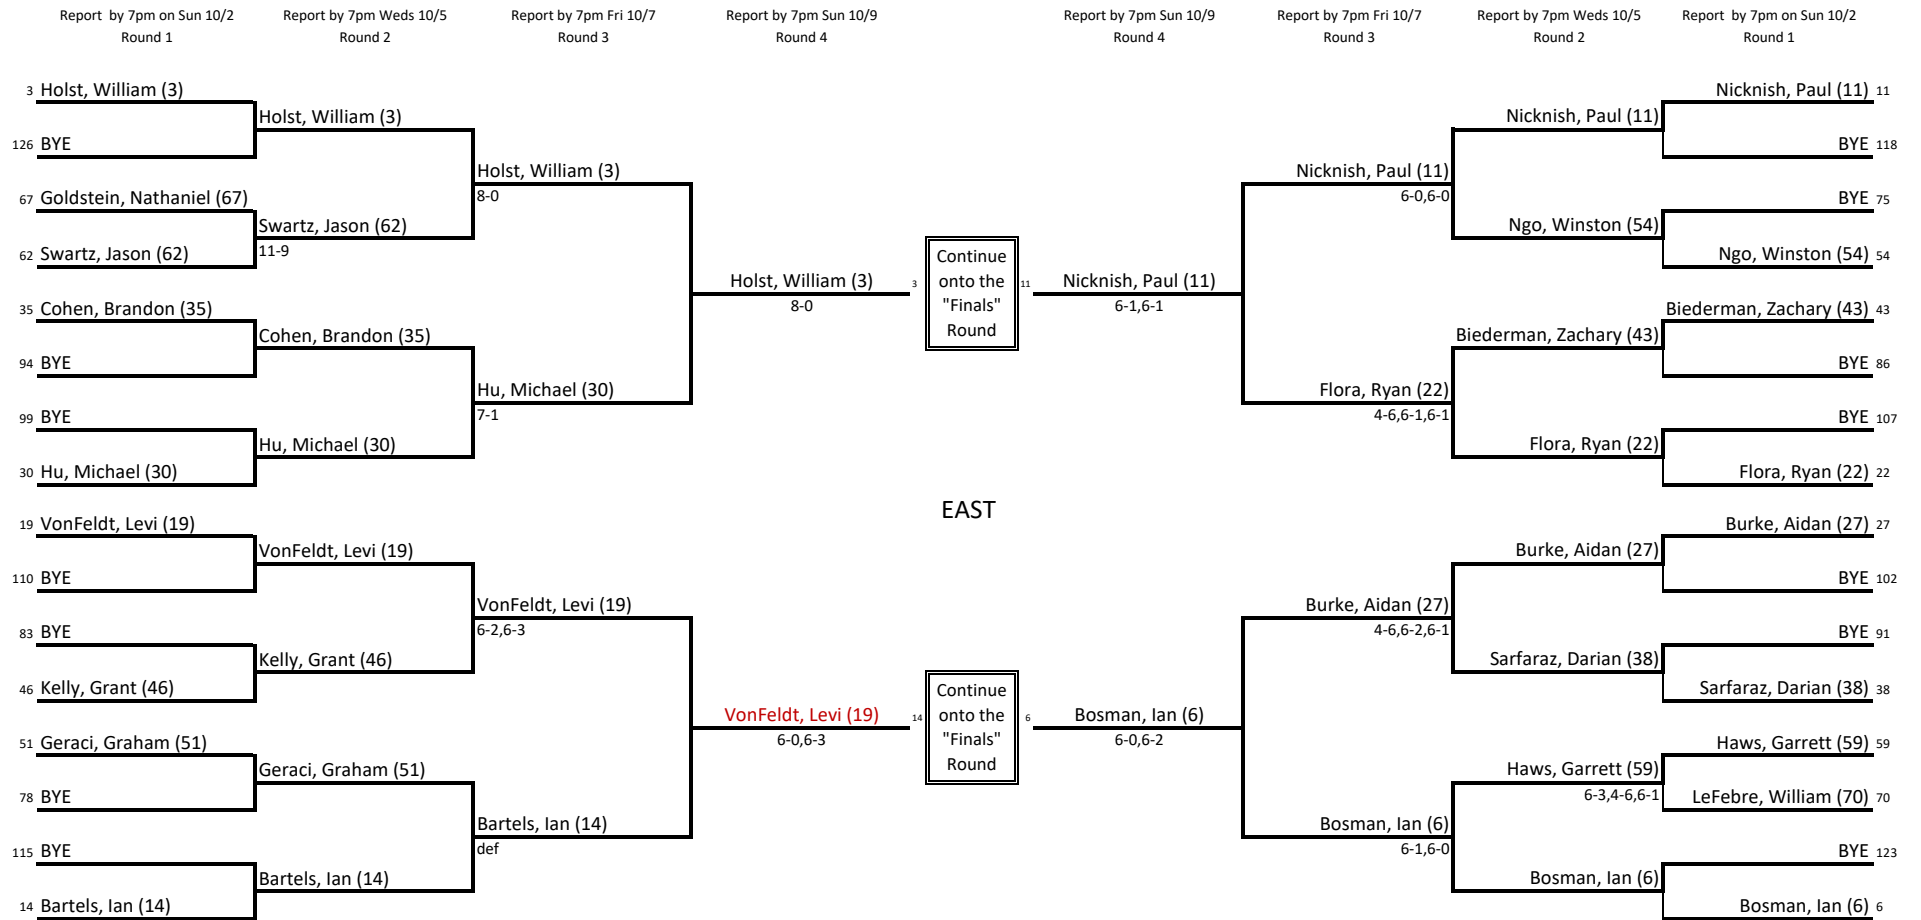 Report by 7pm on Sun 10/2
Round 1
Report by 7pm Weds 10/5
Round 2
Report by 7pm Fri 10/7
Round 3
Report by 7pm Sun 10/9
Round 4
Report by 7pm Sun 10/9
Round 4
Report by 7pm Fri 10/7
Round 3
Report by 7pm Weds 10/5
Round 2
Report by 7pm on Sun 10/2
Round 1
3 Holst, William (3)
126 BYE
67 Goldstein, Nathaniel (67)
62 Swartz, Jason (62)
35 Cohen, Brandon (35)
94 BYE
99 BYE
30 Hu, Michael (30)
19 VonFeldt, Levi (19)
110 BYE
83 BYE
46 Kelly, Grant (46)
51 Geraci, Graham (51)
78 BYE
115 BYE
14 Bartels, Ian (14)
Holst, William (3)
Swartz, Jason (62)
11-9
Cohen, Brandon (35)
Hu, Michael (30)
VonFeldt, Levi (19)
Kelly, Grant (46)
Geraci, Graham (51)
Bartels, Ian (14)
Holst, William (3)
8-0
Hu, Michael (30)
7-1
VonFeldt, Levi (19)
6-2,6-3
Bartels, Ian (14)
def
Holst, William (3) 3
8-0
VonFeldt, Levi (19) 14
6-0,6-3
Continue
onto the
"Finals"
Round
EAST
Continue
onto the
"Finals"
Round
11 Nicknish, Paul (11)
6-1,6-1
6 Bosman, Ian (6)
6-0,6-2
Nicknish, Paul (11)
6-0,6-0
Flora, Ryan (22)
4-6,6-1,6-1
Burke, Aidan (27)
4-6,6-2,6-1
Bosman, Ian (6)
6-1,6-0
Nicknish, Paul (11)
Ngo, Winston (54)
Biederman, Zachary (43)
Flora, Ryan (22)
Burke, Aidan (27)
Sarfaraz, Darian (38)
Haws, Garrett (59)
6-3,4-6,6-1
Bosman, Ian (6)
Nicknish, Paul (11) 11
BYE 118
BYE 75
Ngo, Winston (54) 54
Biederman, Zachary (43) 43
BYE 86
BYE 107
Flora, Ryan (22) 22
Burke, Aidan (27) 27
BYE 102
BYE 91
Sarfaraz, Darian (38) 38
Haws, Garrett (59) 59
LeFebre, William (70) 70
BYE 123
Bosman, Ian (6) 6